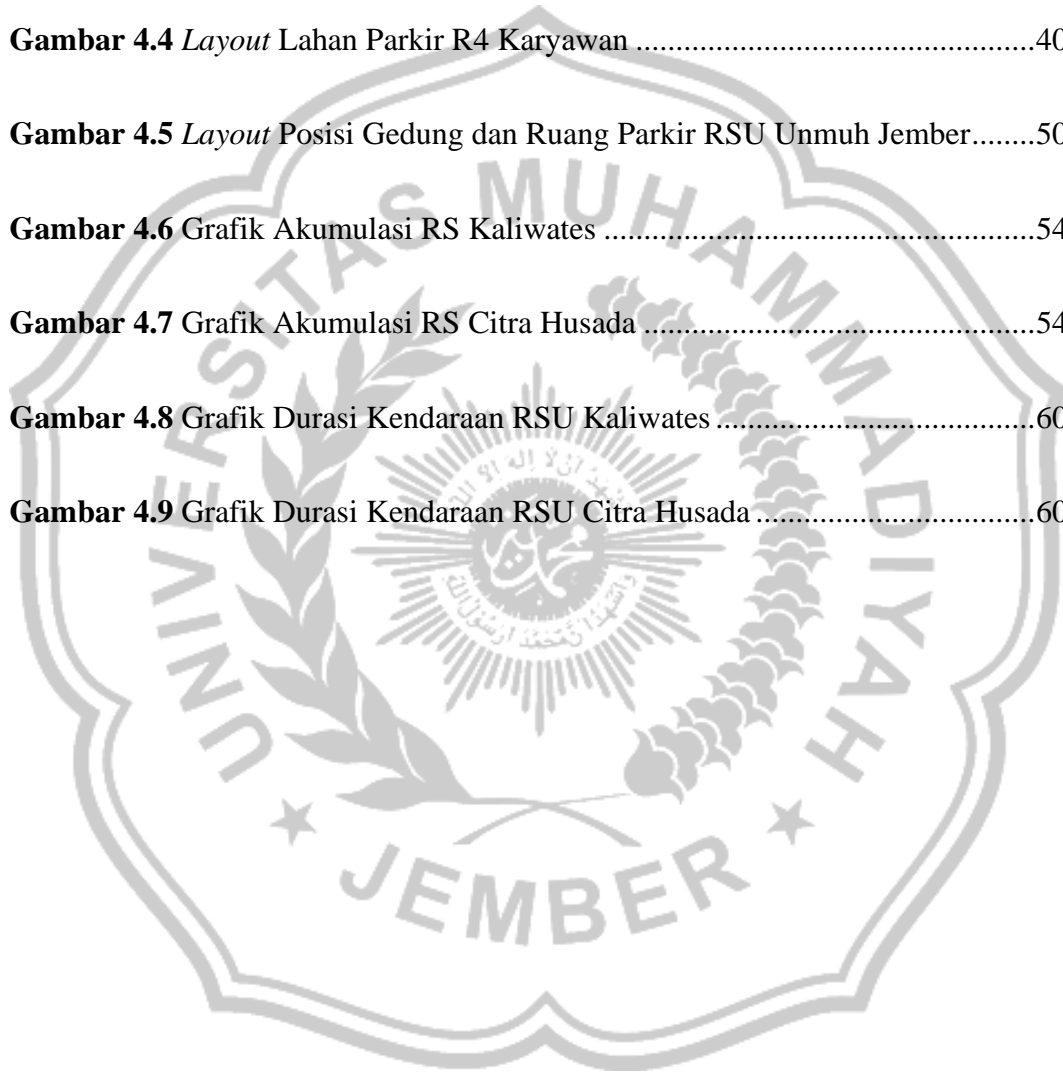 Gambar 4.4 Layout Lahan Parkir R4 Karyawan ..................................................40
Gambar 4.5 Layout Posisi Gedung dan Ruang Parkir RSU Unmuh Jember........50
Gambar 4.6 Grafik Akumulasi RS Kaliwates ......................................................54
Gambar 4.7 Grafik Akumulasi RS Citra Husada .................................................54
Gambar 4.8 Grafik Durasi Kendaraan RSU Kaliwates ........................................60
Gambar 4.9 Grafik Durasi Kendaraan RSU Citra Husada ...................................60
UNIVERSITAS MUHAMMADIYAH
JEMBER